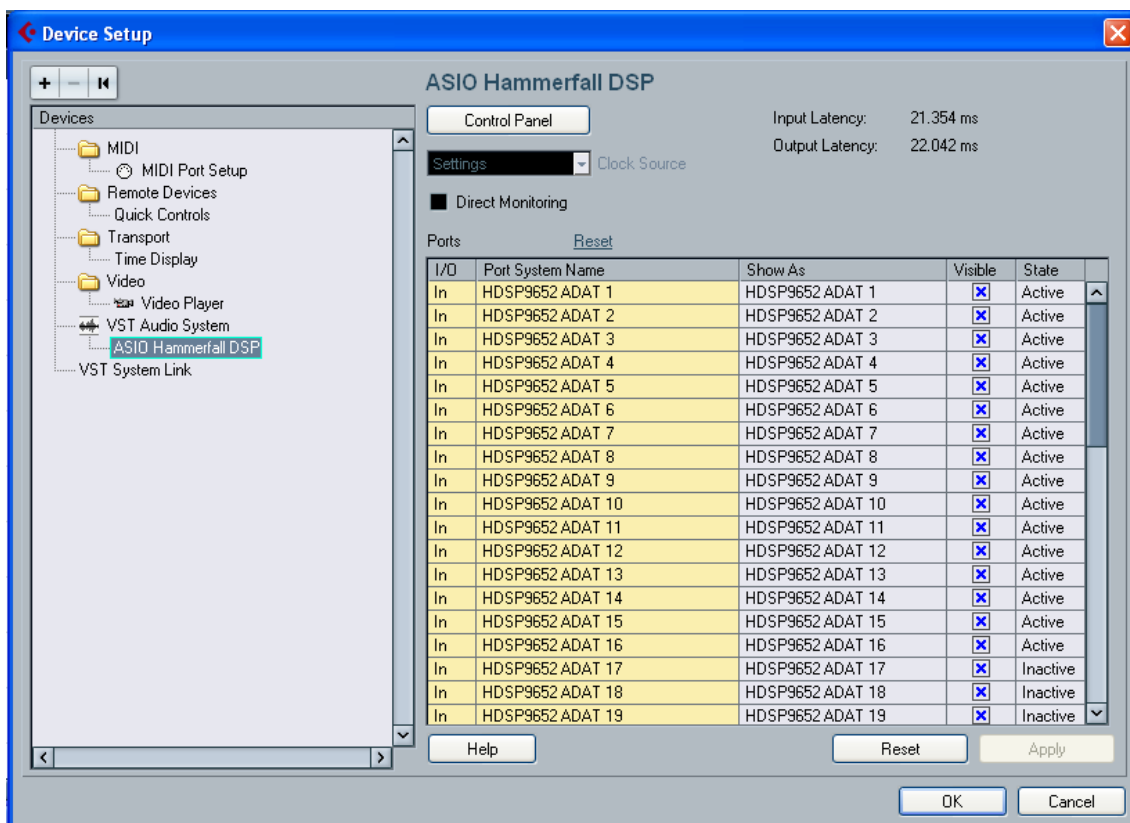 Device Setup
+ −
Devices
MIDI
MIDI Port Setup
Remote Devices
Quick Controls
Transport
Time Display
Video
Video Player
VST Audio System
ASIO Hammerfall DSP
VST System Link
ASIO Hammerfall DSP
Control Panel
Input Latency: 21.354 ms
Output Latency: 22.042 ms
Settings Clock Source
Direct Monitoring
Ports Reset
I/O Port System Name Show As Visible State
In HDSP9652 ADAT 1 HDSP9652 ADAT 1 Active
In HDSP9652 ADAT 2 HDSP9652 ADAT 2 Active
In HDSP9652 ADAT 3 HDSP9652 ADAT 3 Active
In HDSP9652 ADAT 4 HDSP9652 ADAT 4 Active
In HDSP9652 ADAT 5 HDSP9652 ADAT 5 Active
In HDSP9652 ADAT 6 HDSP9652 ADAT 6 Active
In HDSP9652 ADAT 7 HDSP9652 ADAT 7 Active
In HDSP9652 ADAT 8 HDSP9652 ADAT 8 Active
In HDSP9652 ADAT 9 HDSP9652 ADAT 9 Active
In HDSP9652 ADAT 10 HDSP9652 ADAT 10 Active
In HDSP9652 ADAT 11 HDSP9652 ADAT 11 Active
In HDSP9652 ADAT 12 HDSP9652 ADAT 12 Active
In HDSP9652 ADAT 13 HDSP9652 ADAT 13 Active
In HDSP9652 ADAT 14 HDSP9652 ADAT 14 Active
In HDSP9652 ADAT 15 HDSP9652 ADAT 15 Active
In HDSP9652 ADAT 16 HDSP9652 ADAT 16 Active
In HDSP9652 ADAT 17 HDSP9652 ADAT 17 Inactive
In HDSP9652 ADAT 18 HDSP9652 ADAT 18 Inactive
In HDSP9652 ADAT 19 HDSP9652 ADAT 19 Inactive
Help Reset Apply
OK Cancel